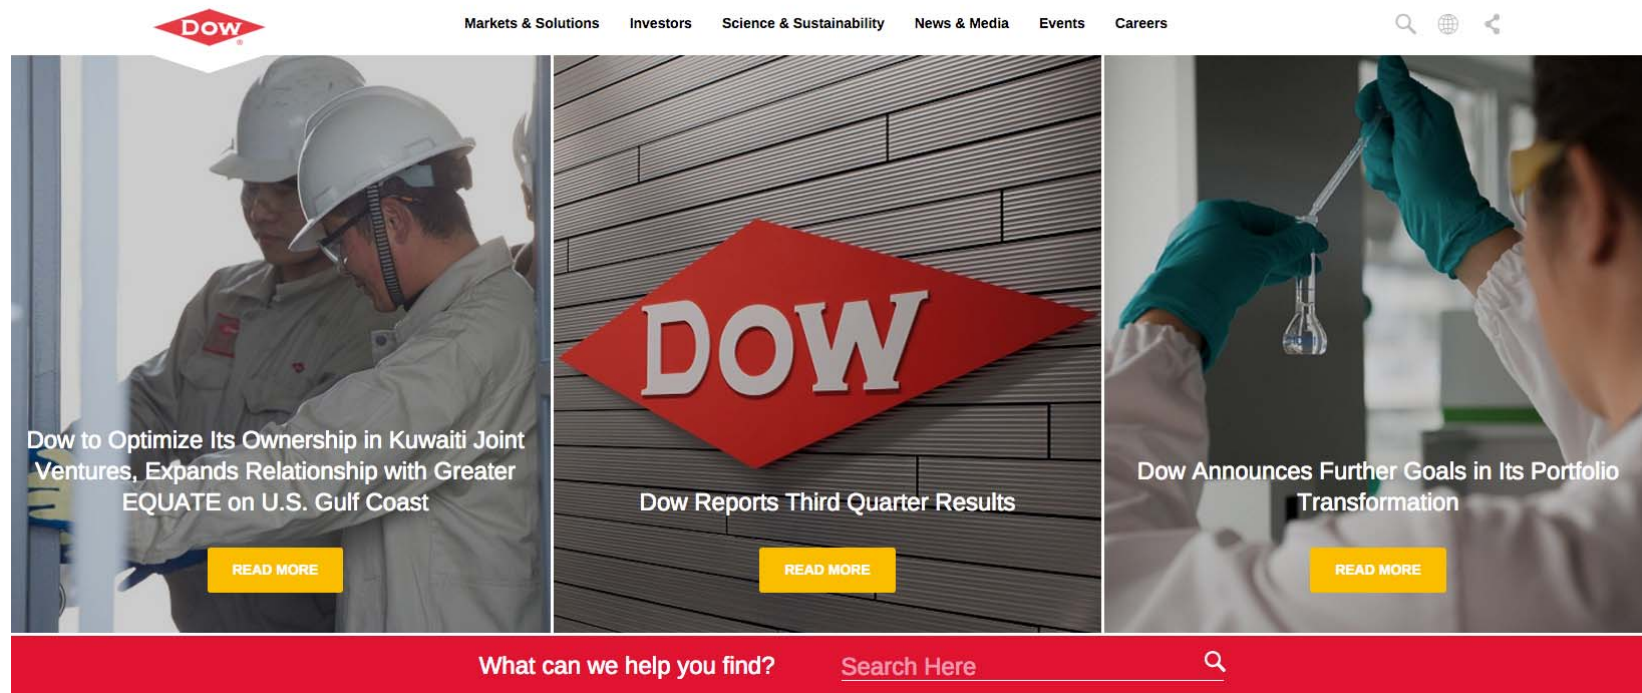 DOW
Markets & Solutions
Investors
Science & Sustainability
News & Media
Events
Careers
Dow to Optimize Its Ownership in Kuwaiti Joint
Ventures, Expands Relationship with Greater
EQUATE on U.S. Gulf Coast
READ MORE
DOW
Dow Reports Third Quarter Results
READ MORE
Dow Announces Further Goals in Its Portfolio
Transformation
READ MORE
What can we help you find?
Search Here